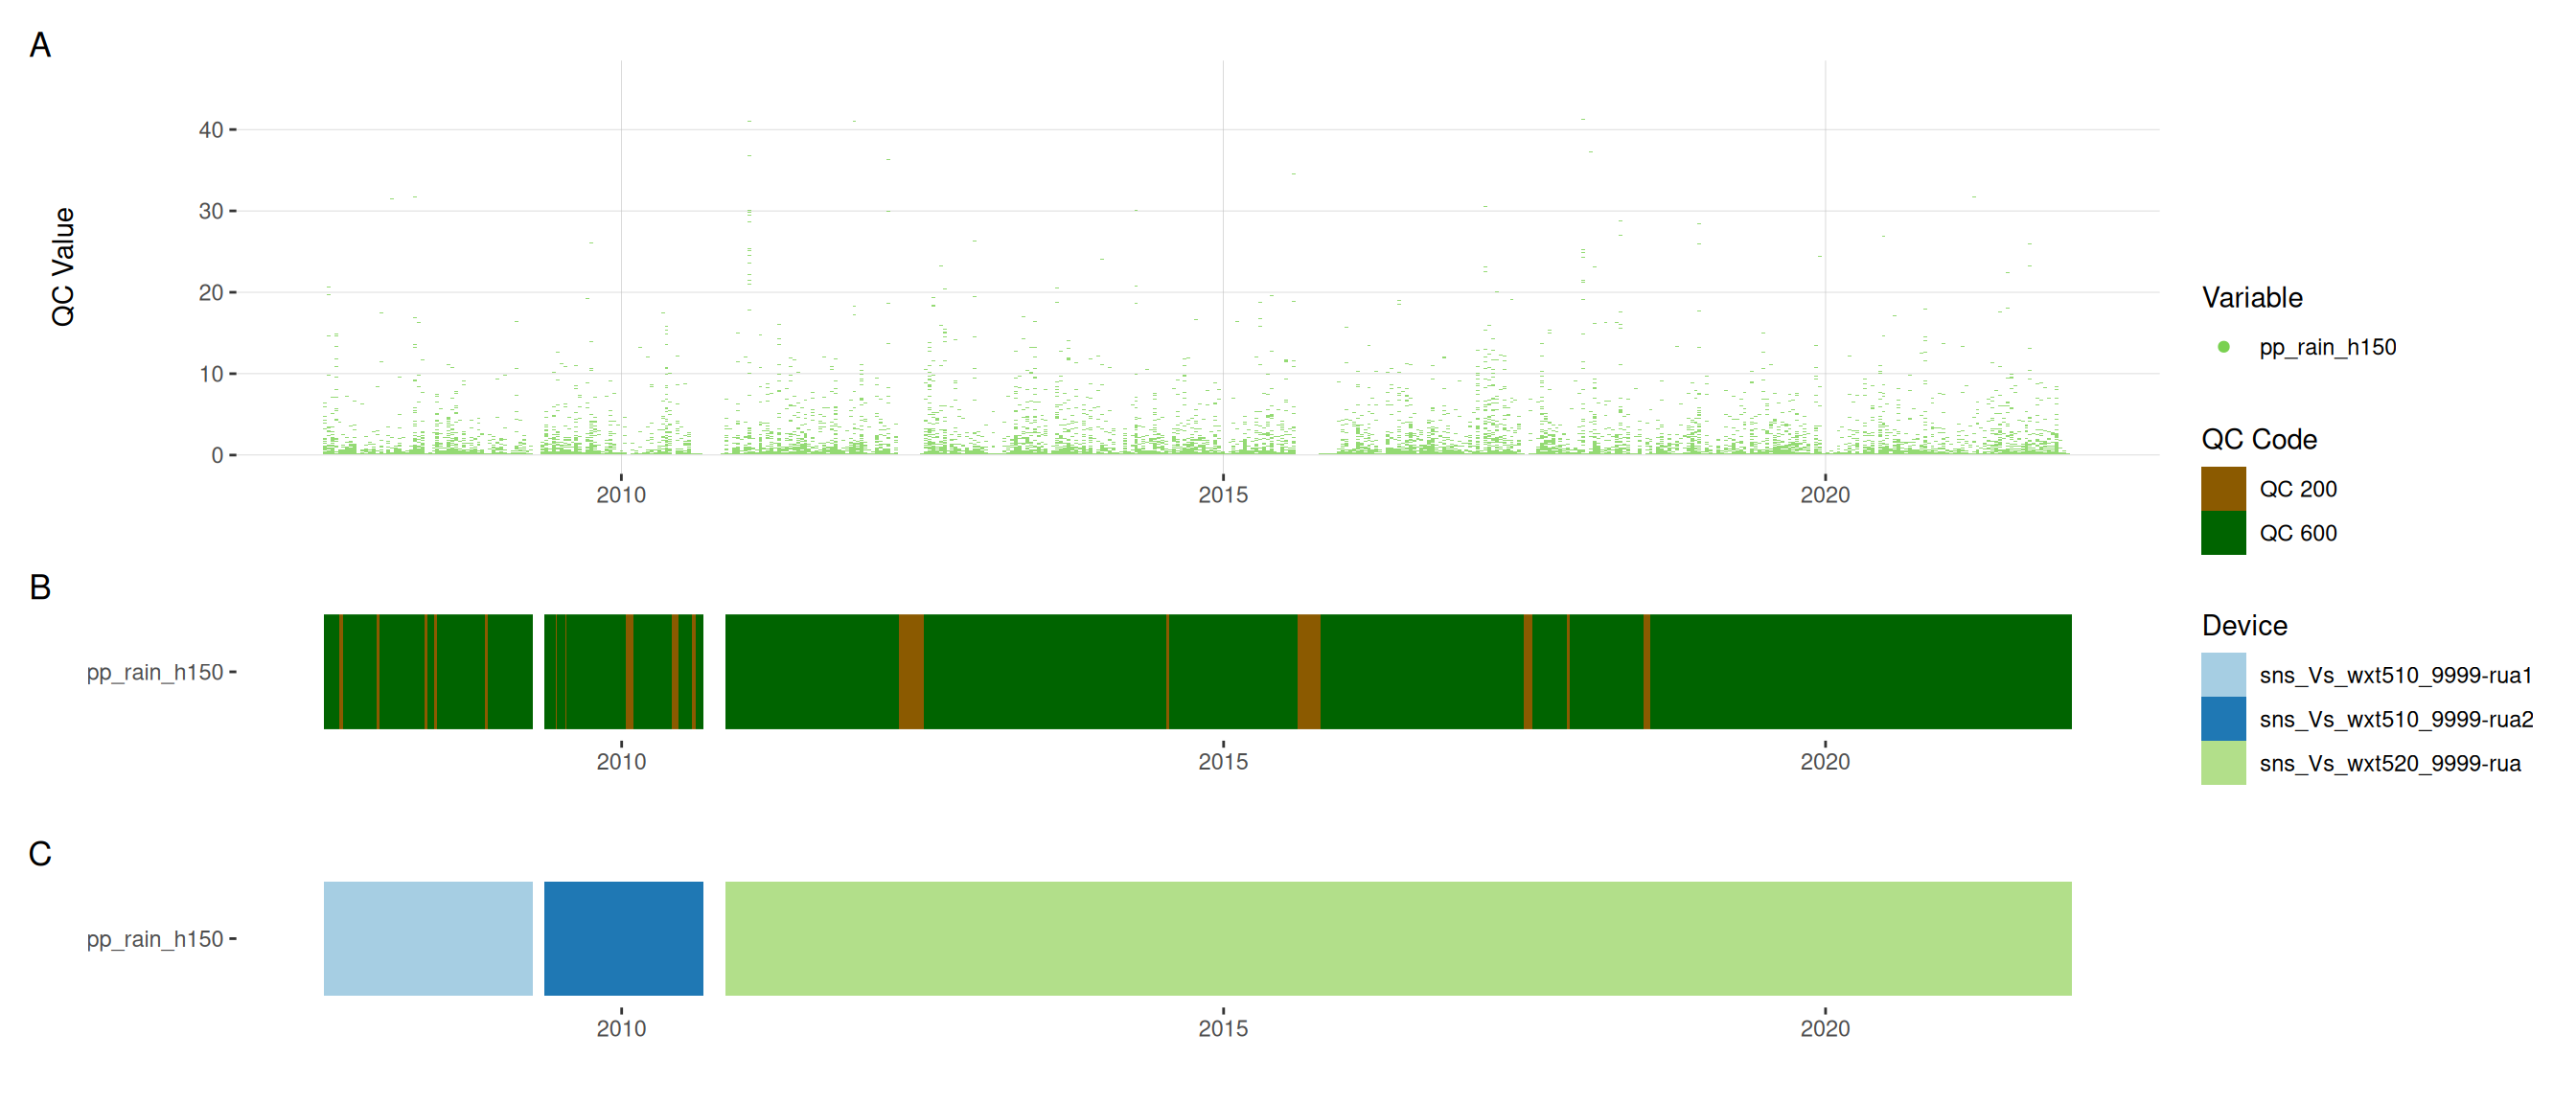 A
QC Value
40
30
20
10
0
2010 2015 2020
B
pp_rain_h150
2010 2015 2020
C
pp_rain_h150
2010 2015 2020
Variable
pp_rain_h150
QC Code
QC 200
QC 600
Device
sns_Vs_wxt510_9999-rua1
sns_Vs_wxt510_9999-rua2
sns_Vs_wxt520_9999-rua